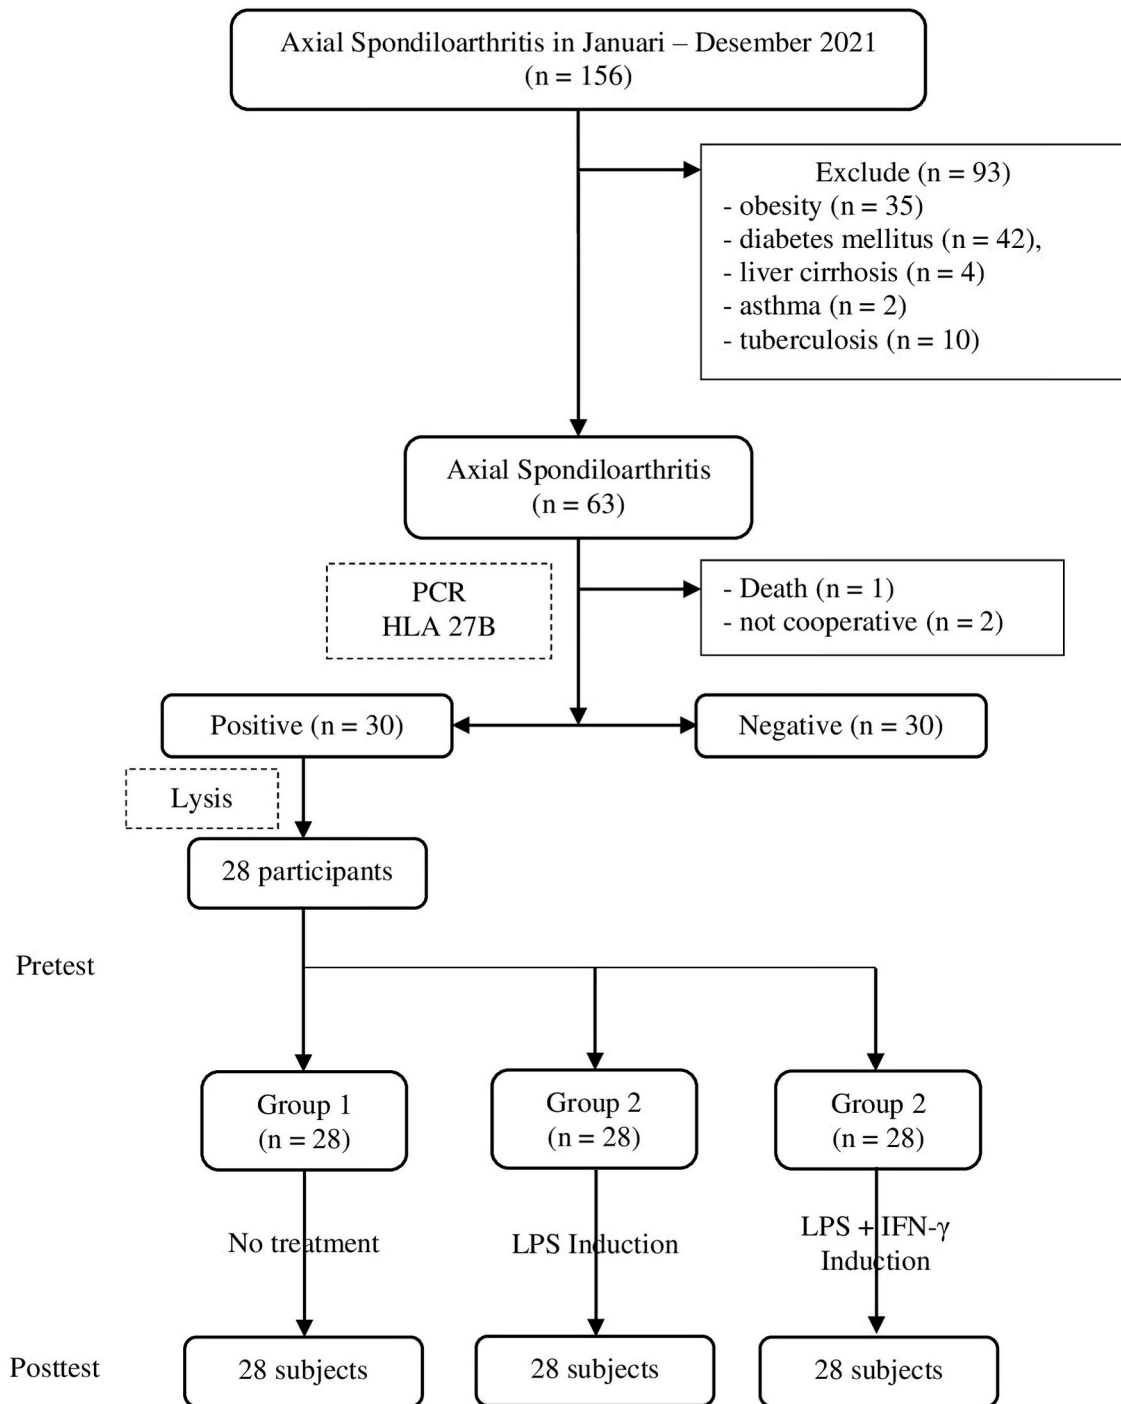 Axial Spondiloarthritis in Januari – Desember 2021
(n = 156)
Exclude (n = 93)
- obesity (n = 35)
- diabetes mellitus (n = 42),
- liver cirrhosis (n = 4)
- asthma (n = 2)
- tuberculosis (n = 10)
Axial Spondiloarthritis
(n = 63)
PCR
HLA 27B
- Death (n = 1)
- not cooperative (n = 2)
Positive (n = 30)
Negative (n = 30)
Lysis
28 participants
Pretest
Group 1
(n = 28)
Group 2
(n = 28)
Group 2
(n = 28)
No treatment
LPS Induction
LPS + IFN-γ
Induction
Posttest
28 subjects
28 subjects
28 subjects